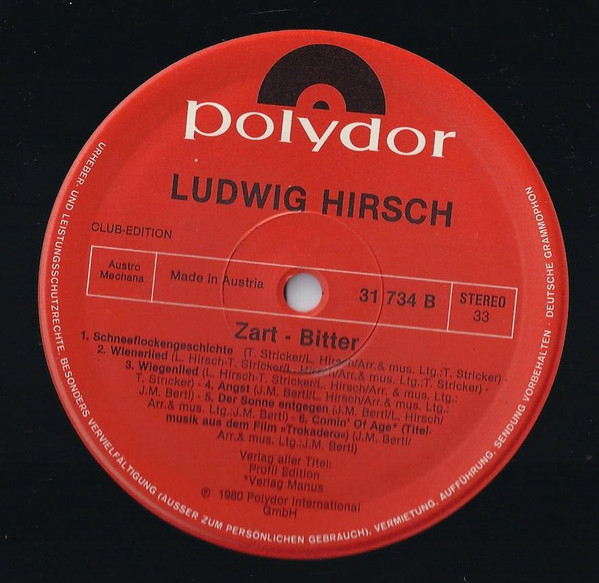 polydor
LUDWIG HIRSCH
CLUB-EDITION
Austro
Mechana
Made in Austria
31 734 B
STEREO
33
Zart - Bitter
1. Schneeflockengeschichte (T. Stricker/L. Hirsch/Arr.& mus. Ltg.:T. Stricker)
2. Wienerlied (L. Hirsch-T. Stricker/L. Hirsch/Arr.& mus. Ltg.:T. Stricker) -
3. Wiegenlied (L. Hirsch-T. Stricker/L. Hirsch/Arr.& mus. Ltg.:
J.M. Bertl) - 4. Angst (J.M. Bertl/L. Hirsch/Arr.& mus. Ltg.:
J.M. Bertl) - 5. Der Sonne entgegen (J.M. Bertl/L. Hirsch/
Arr.& mus. Ltg.:J.M. Bertl) - 6. Comin' Of Age* (Titel-
musik aus dem Film »Trokadero«) (J.M. Bertl/
Arr.& mus. Ltg.:J.M. Bertl)
Verlag aller Titel:
Profil Edition
*Verlag Manus
℗ 1980 Polydor International
GmbH
URHEBER- UND LEISTUNGSSCHUTZRECHTE, BESONDERS VERVIELFÄLTIGUNG (AUSSER ZUM PERSÖNLICHEN GEBRAUCH), VERMIETUNG, AUFFÜHRUNG, SENDUNG VORBEHALTEN · DEUTSCHE GRAMMOPHON